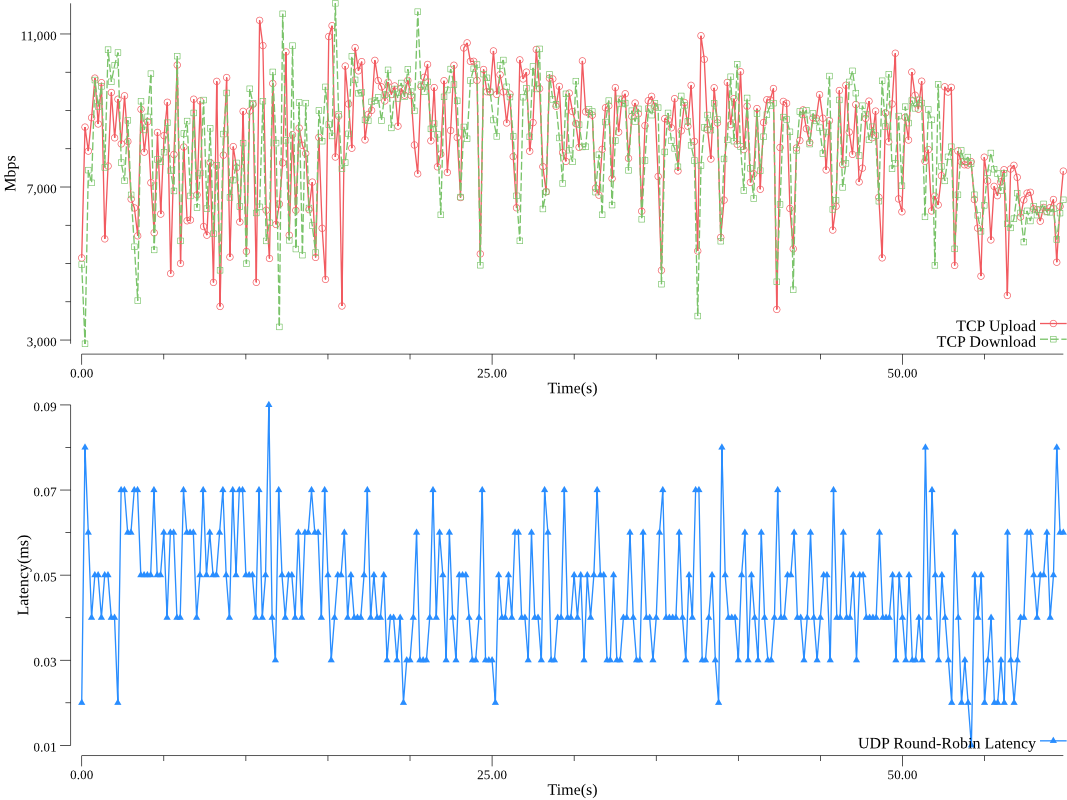 11,000
7,000
3,000
Mbps
TCP Upload
TCP Download
0.00
25.00
50.00
Time(s)
0.09
0.07
0.05
0.03
0.01
Latency(ms)
UDP Round-Robin Latency
0.00
25.00
50.00
Time(s)